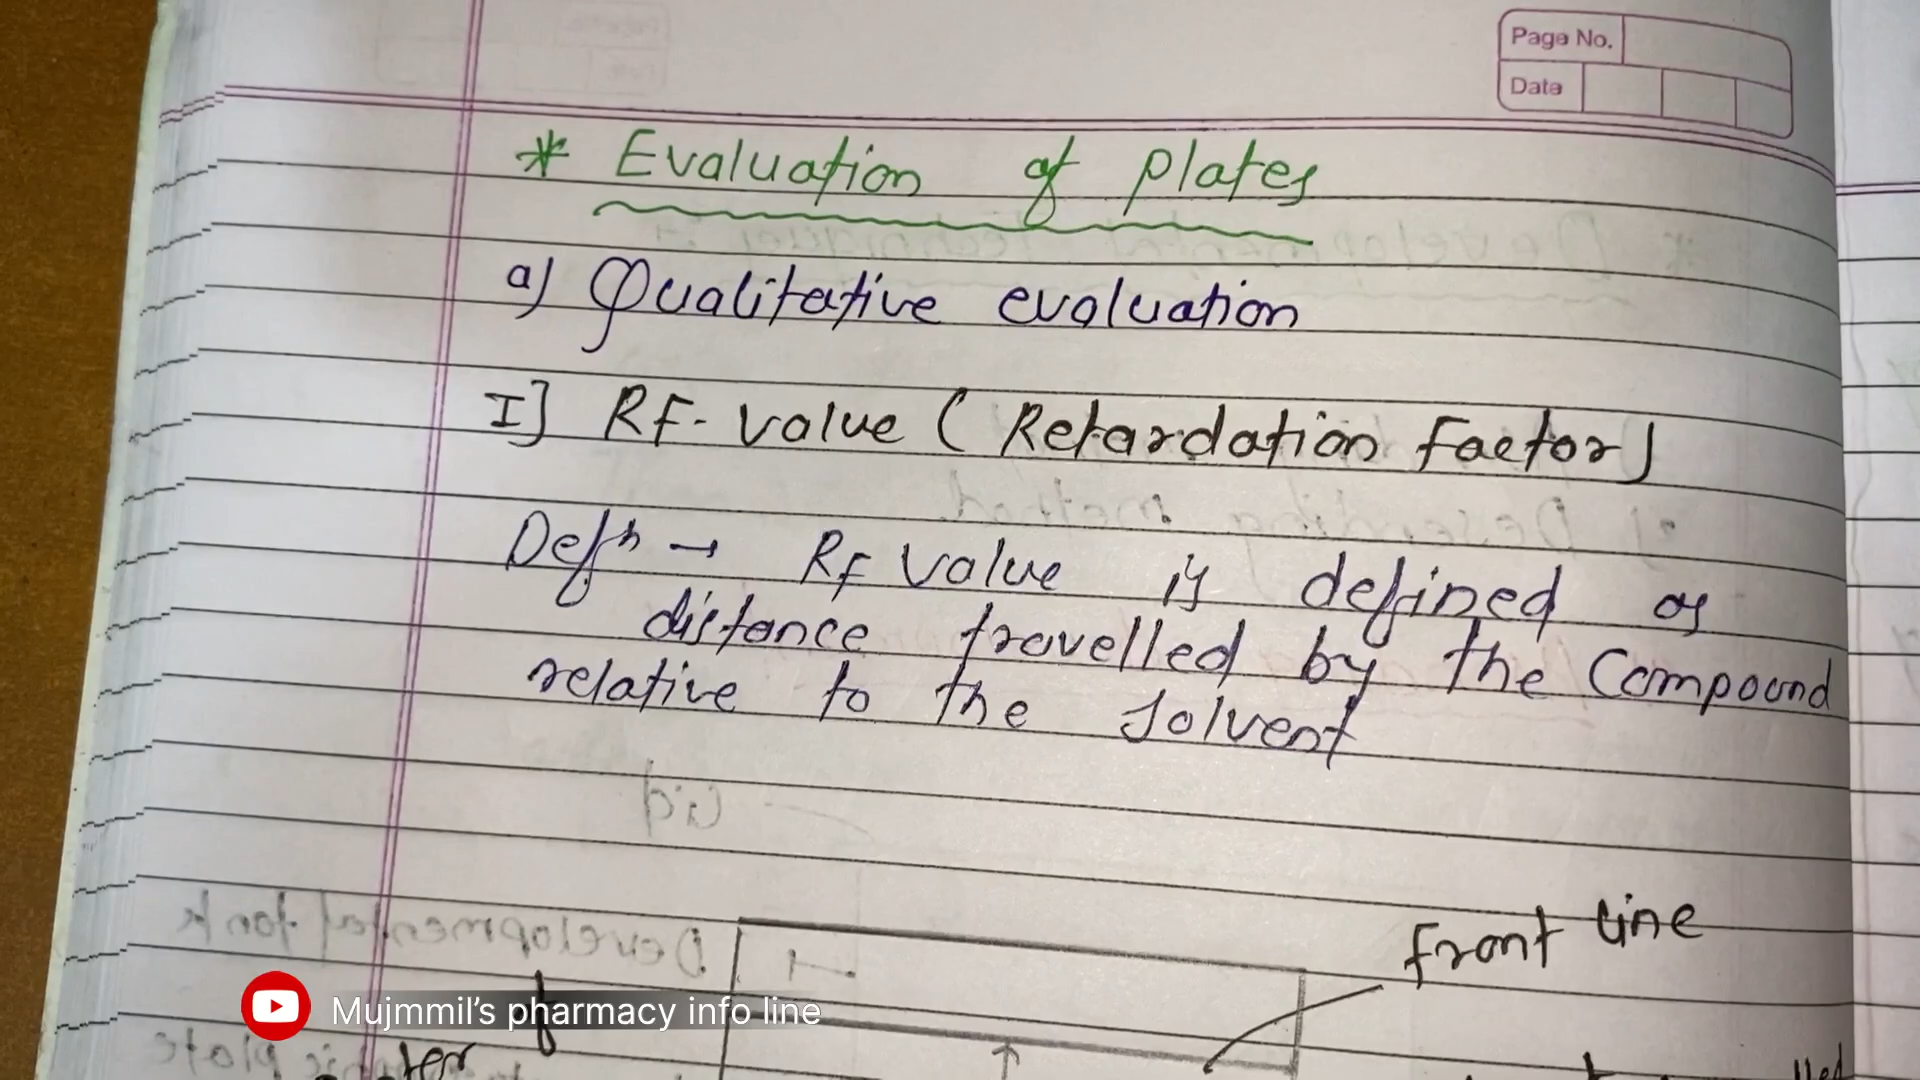 Page No.
Date
* Evaluation of plates
a) Qualitative evaluation
I] RF-value (Retardation factor)
Defn → RF value is defined as
distance travelled by the Compound
relative to the solvent
front line
Mujmmil's pharmacy info line